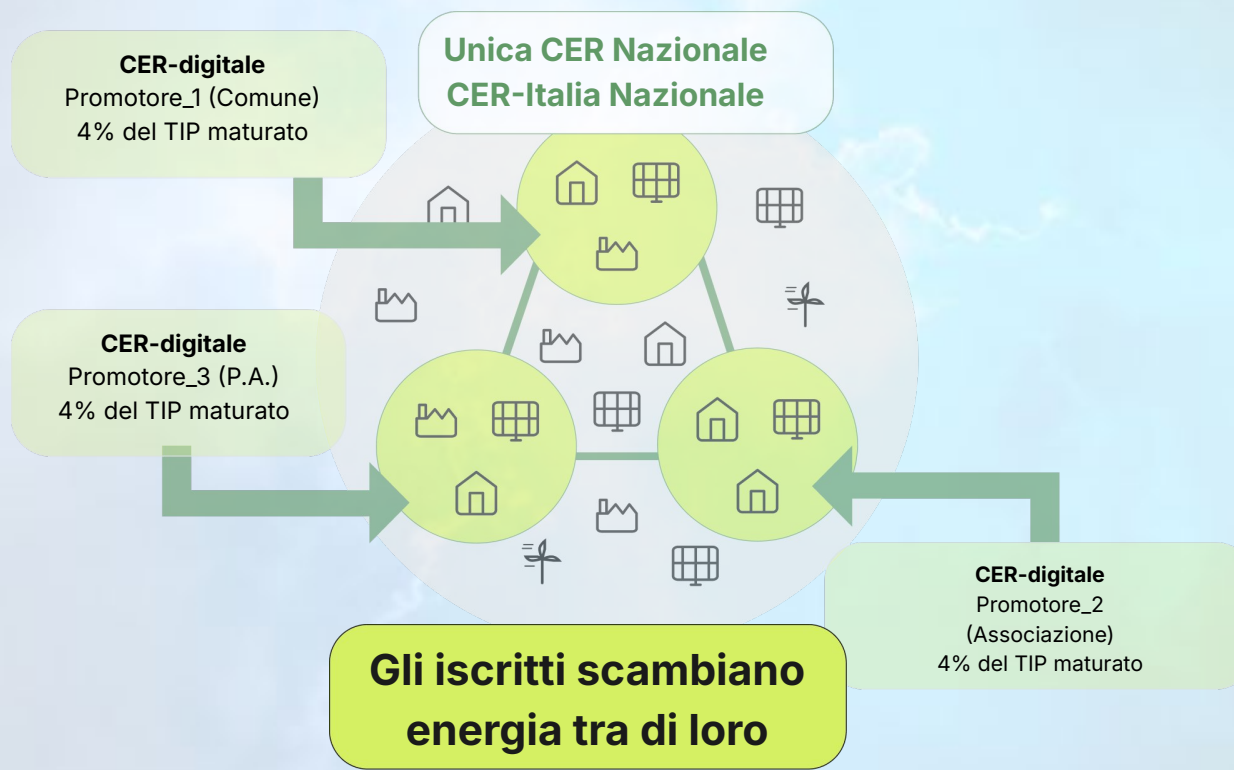 Unica CER Nazionale
CER-Italia Nazionale
CER-digitale
Promotore_1 (Comune)
4% del TIP maturato
CER-digitale
Promotore_3 (P.A.)
4% del TIP maturato
CER-digitale
Promotore_2
(Associazione)
4% del TIP maturato
Gli iscritti scambiano
energia tra di loro